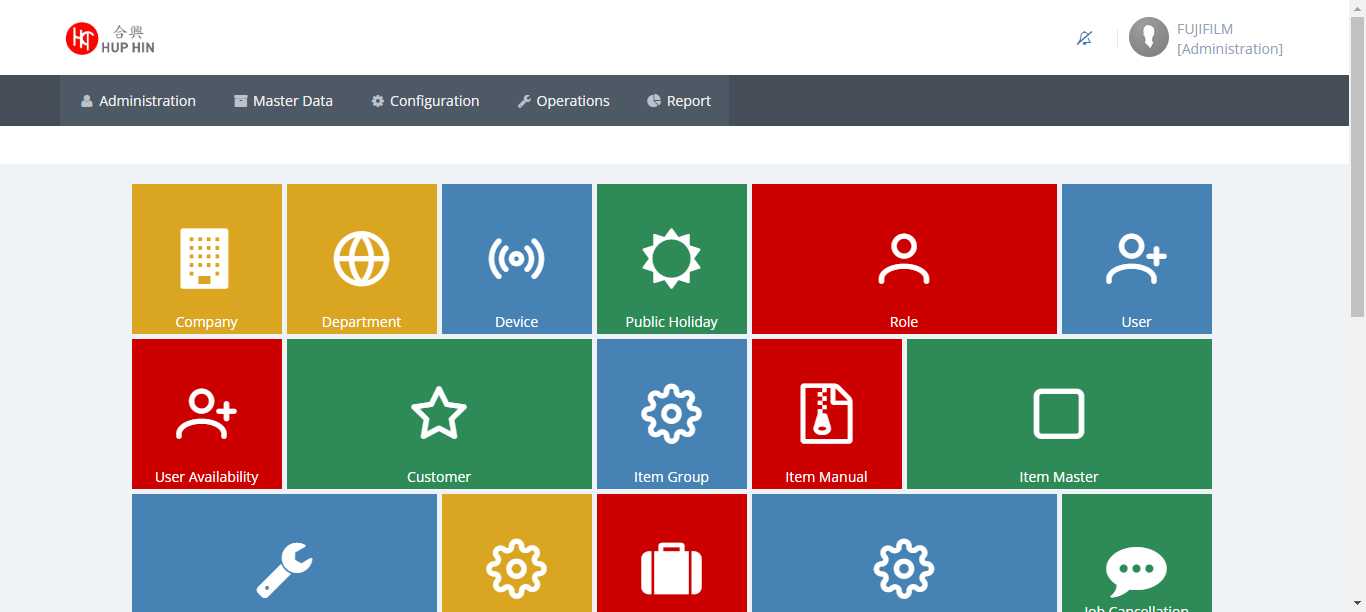 合興
HUP HIN
FUJIFILM
[Administration]
Administration
Master Data
Configuration
Operations
Report
Company
Department
Device
Public Holiday
Role
User
User Availability
Customer
Item Group
Item Manual
Item Master
Job Cancellation